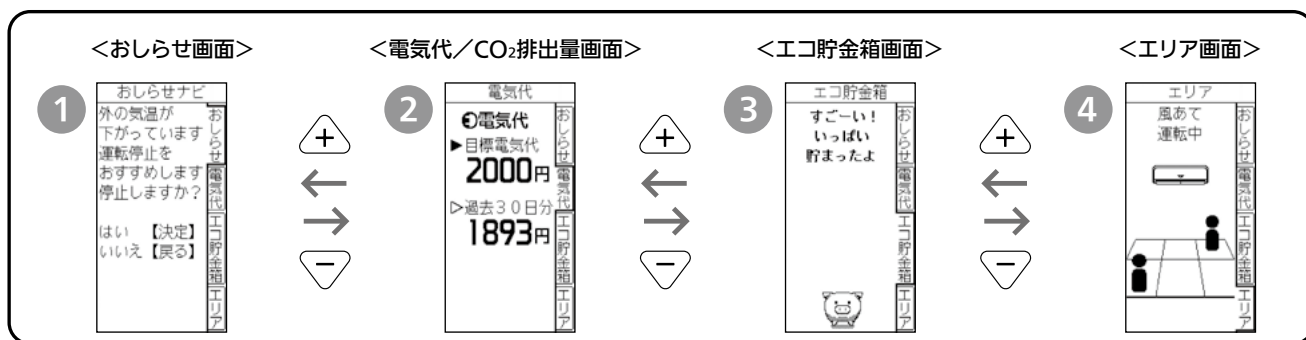 <おしらせ画面>
1
おしらせナビ
外の気温が
下がっています
運転停止を
おすすめします
停止しますか？
はい 【決定】
いいえ【戻る】
おしらせ
電気代
エコ貯金箱
エリア
+
←
→
−
<電気代／CO₂排出量画面>
2
電気代
電気代
▶目標電気代
2000円
▷過去３０日分
1893円
おしらせ
電気代
エコ貯金箱
エリア
+
←
→
−
<エコ貯金箱画面>
3
エコ貯金箱
すごーい！
いっぱい
貯まったよ
おしらせ
電気代
エコ貯金箱
エリア
+
←
→
−
<エリア画面>
4
エリア
風あて
運転中
おしらせ
電気代
エコ貯金箱
エリア